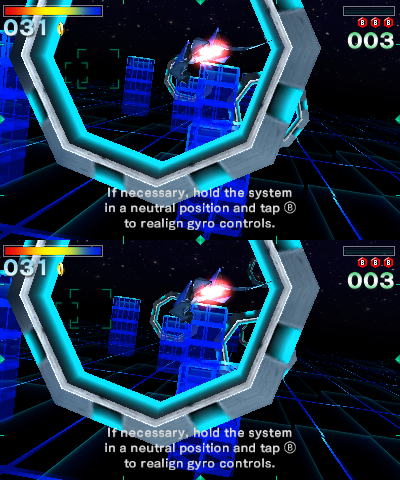 031
B B B
003
If necessary, hold the system
in a neutral position and tap Ⓑ
to realign gyro controls.
031
B B B
003
If necessary, hold the system
in a neutral position and tap Ⓑ
to realign gyro controls.